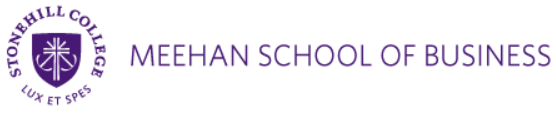 STONEHILL COLLEGE
LUX ET SPES
MEEHAN SCHOOL OF BUSINESS